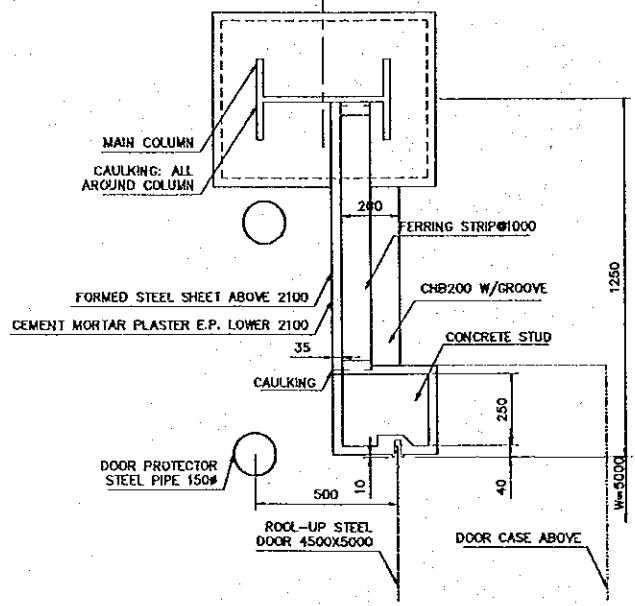 MAIN COLUMN
CAULKING: ALL
AROUND COLUMN
200
FERRING STRIP@1000
1250
FORMED STEEL SHEET ABOVE 2100
CHB200 W/GROOVE
CEMENT MORTAR PLASTER E.P. LOWER 2100
35
CONCRETE STUD
CAULKING
250
DOOR PROTECTOR
STEEL PIPE 150ø
500
10
40
W=5000
ROOL-UP STEEL
DOOR 4500X5000
DOOR CASE ABOVE